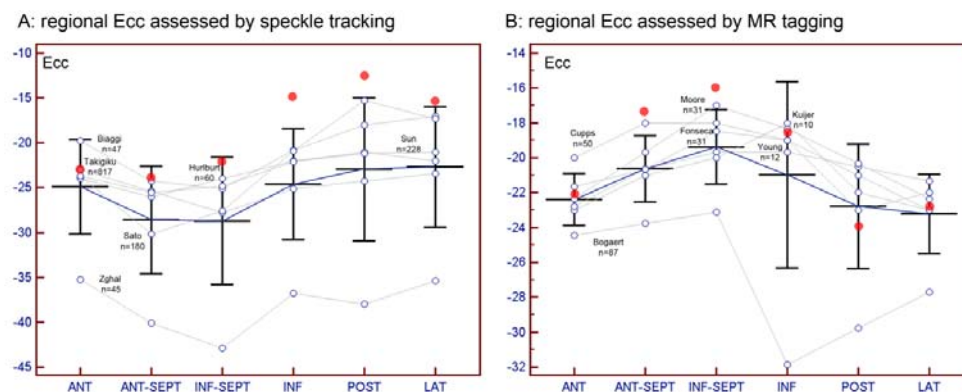 A: regional Ecc assessed by speckle tracking
-10
-15
-20
-25
-30
-35
-40
-45
Ecc
Biaggi
n=47
Takigiku
n=817
Sato
n=180
Zghal
n=45
Hurlburt
n=60
Sun
n=228
ANT
ANT-SEPT
INF-SEPT
INF
POST
LAT
B: regional Ecc assessed by MR tagging
-14
-16
-18
-20
-22
-24
-26
-28
-30
-32
Ecc
Cupps
n=50
Moore
n=31
Fonseca
n=31
Kuijer
n=10
Young
n=12
Bogaert
n=87
ANT
ANT-SEPT
INF-SEPT
INF
POST
LAT